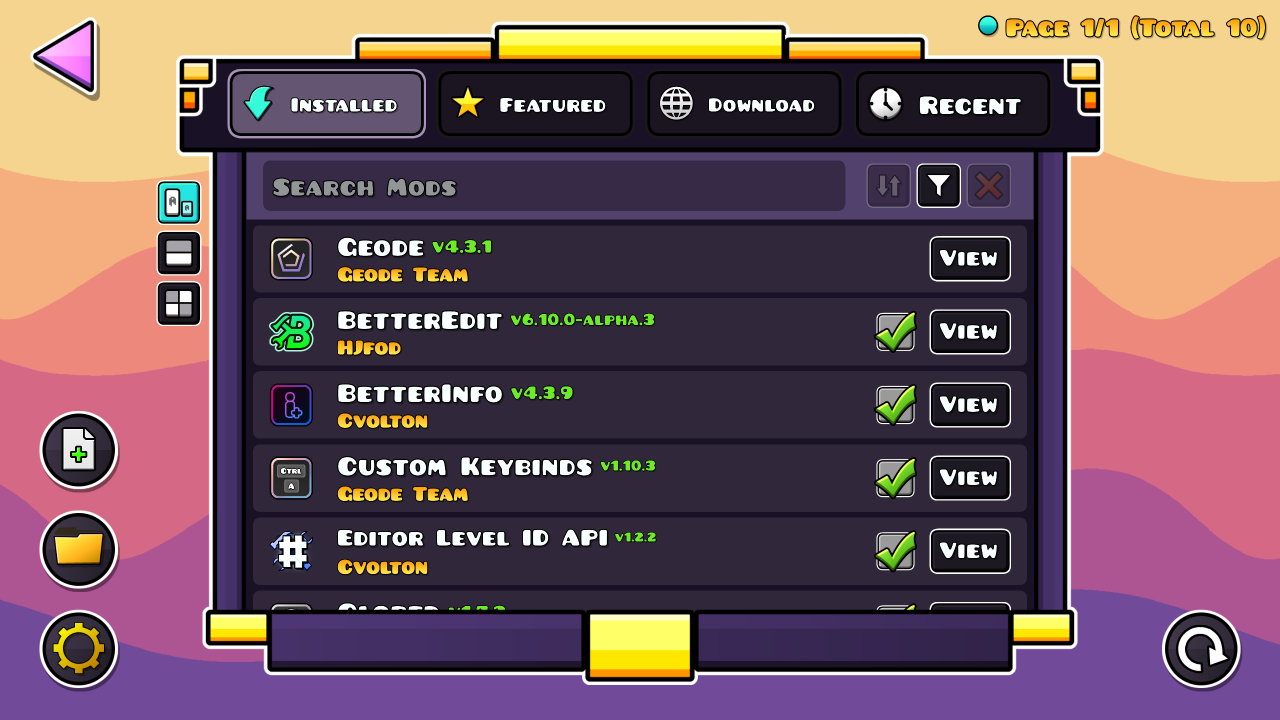 Page 1/1 (Total 10)
Installed
Featured
Download
Recent
Search Mods
Geode v4.3.1
Geode Team
View
BetterEdit v6.10.0-alpha.3
HJfod
View
BetterInfo v4.3.9
Cvolton
View
Ctrl
A
Custom Keybinds v1.10.3
Geode Team
View
Editor Level ID API v1.2.2
Cvolton
View